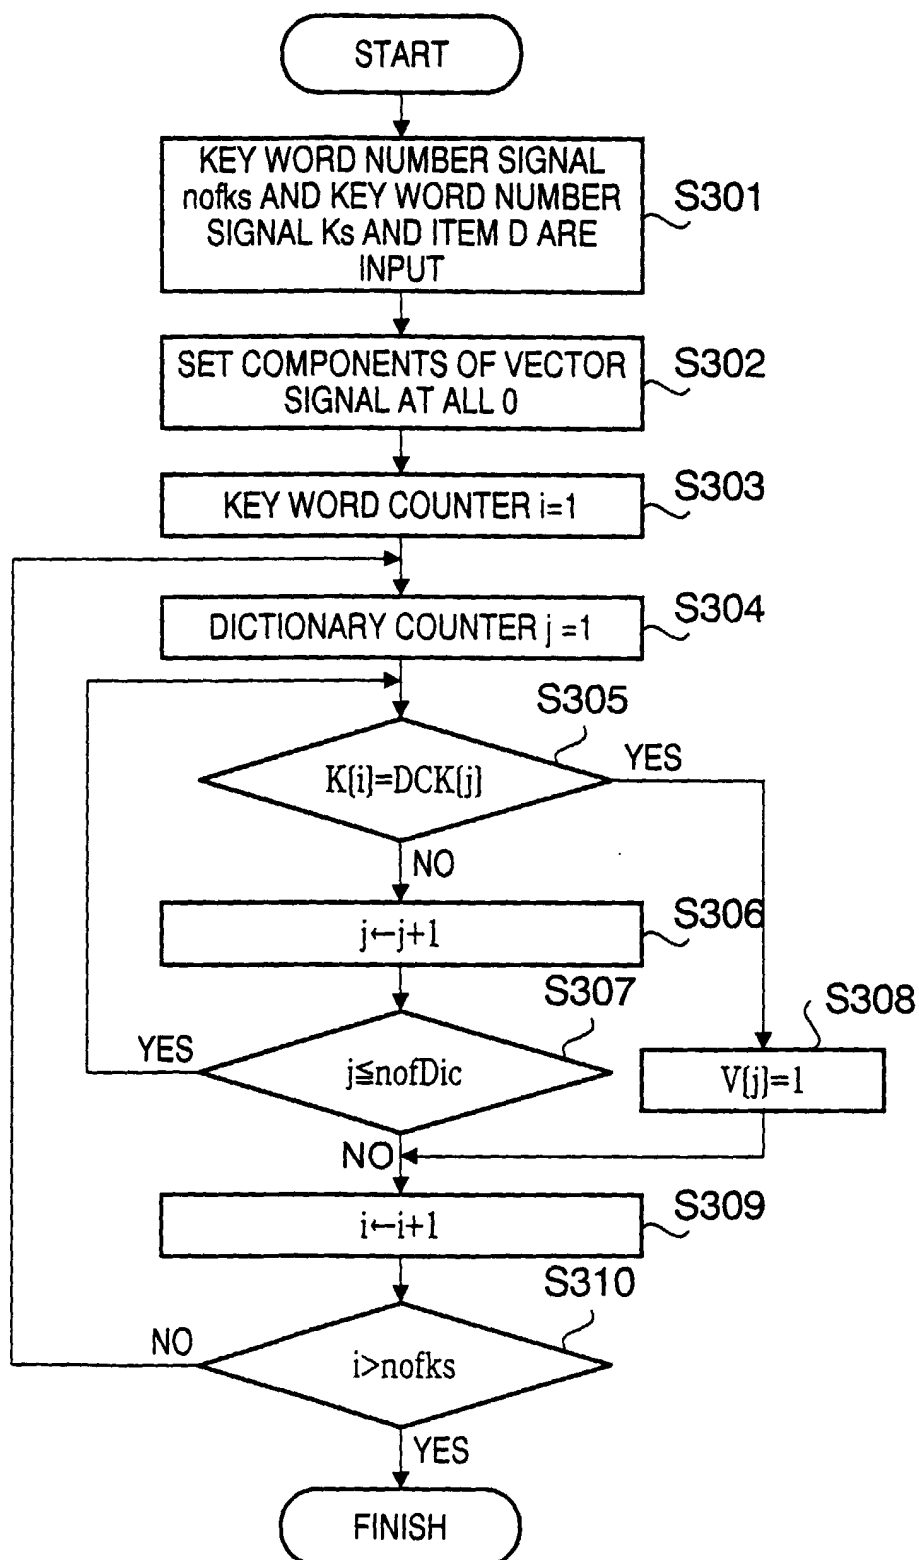 START
KEY WORD NUMBER SIGNAL
nofks AND KEY WORD NUMBER
SIGNAL Ks AND ITEM D ARE
INPUT
S301
SET COMPONENTS OF VECTOR
SIGNAL AT ALL 0
S302
KEY WORD COUNTER i=1
S303
DICTIONARY COUNTER j =1
S304
S305
K(i)=DCK(j)
YES
NO
j←j+1
S306
S307
YES
j≦nofDic
S308
V(j)=1
NO
i←i+1
S309
S310
NO
i>nofks
YES
FINISH